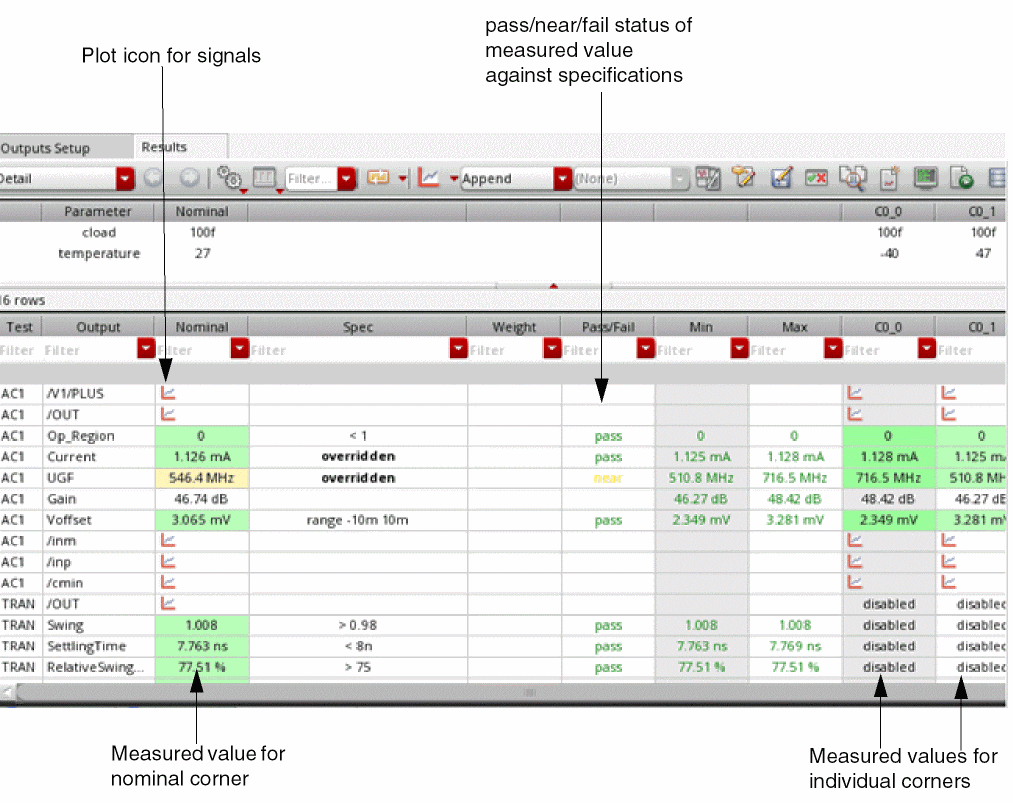 pass/near/fail status of
measured value
against specifications
Plot icon for signals
Outputs Setup Results
Detail Filter... Append (None)
Parameter Nominal C0_0 C0_1
cload 100f 100f 100f
temperature 27 -40 47
16 rows
Test Output Nominal Spec Weight Pass/Fail Min Max C0_0 C0_1
Filter Filter Filter Filter Filter Filter Filter Filter Filter Filter
AC1 /V1/PLUS
AC1 /OUT
AC1 Op_Region 0 < 1 pass 0 0 0 0
AC1 Current 1.126 mA overridden pass 1.125 mA 1.128 mA 1.128 mA 1.125 m
AC1 UGF 546.4 MHz overridden near 510.8 MHz 716.5 MHz 716.5 MHz 510.8 MH
AC1 Gain 46.74 dB 46.27 dB 48.42 dB 48.42 dB 46.27 dB
AC1 Voffset 3.065 mV range -10m 10m pass 2.349 mV 3.281 mV 2.349 mV 3.281 m
AC1 /inm
AC1 /inp
AC1 /cmin
TRAN /OUT disabled disabled
TRAN Swing 1.008 > 0.98 pass 1.008 1.008 disabled disabled
TRAN SettlingTime 7.763 ns < 8n pass 7.763 ns 7.769 ns disabled disabled
TRAN RelativeSwing... 77.51 % > 75 pass 77.51 % 77.51 % disabled disabled
Measured value for
nominal corner
Measured values for
individual corners